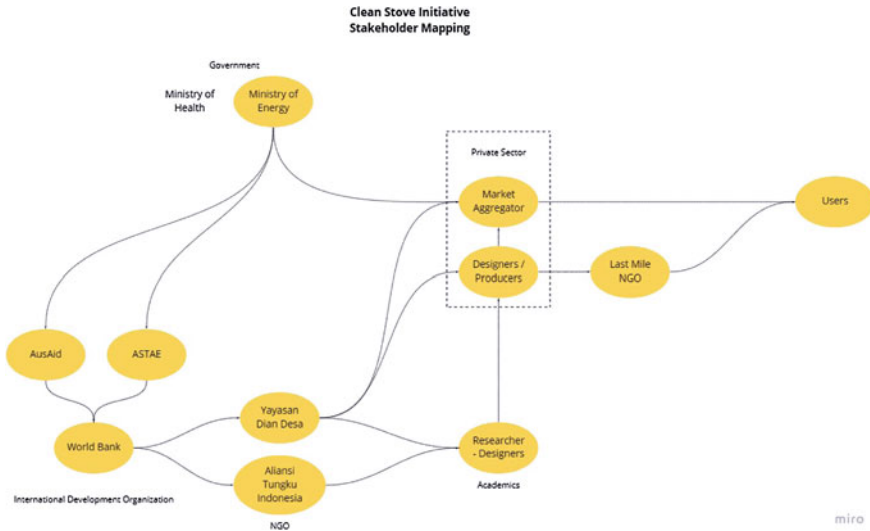 Clean Stove Initiative
Stakeholder Mapping
Government
Ministry of
Health
Ministry of
Energy
Private Sector
Market
Aggregator
Users
Designers /
Producers
Last Mile
NGO
AusAid
ASTAE
Yayasan
Dian Desa
World Bank
Researcher
- Designers
Aliansi
Tungku
Indonesia
International Development Organization
Academics
NGO
miro